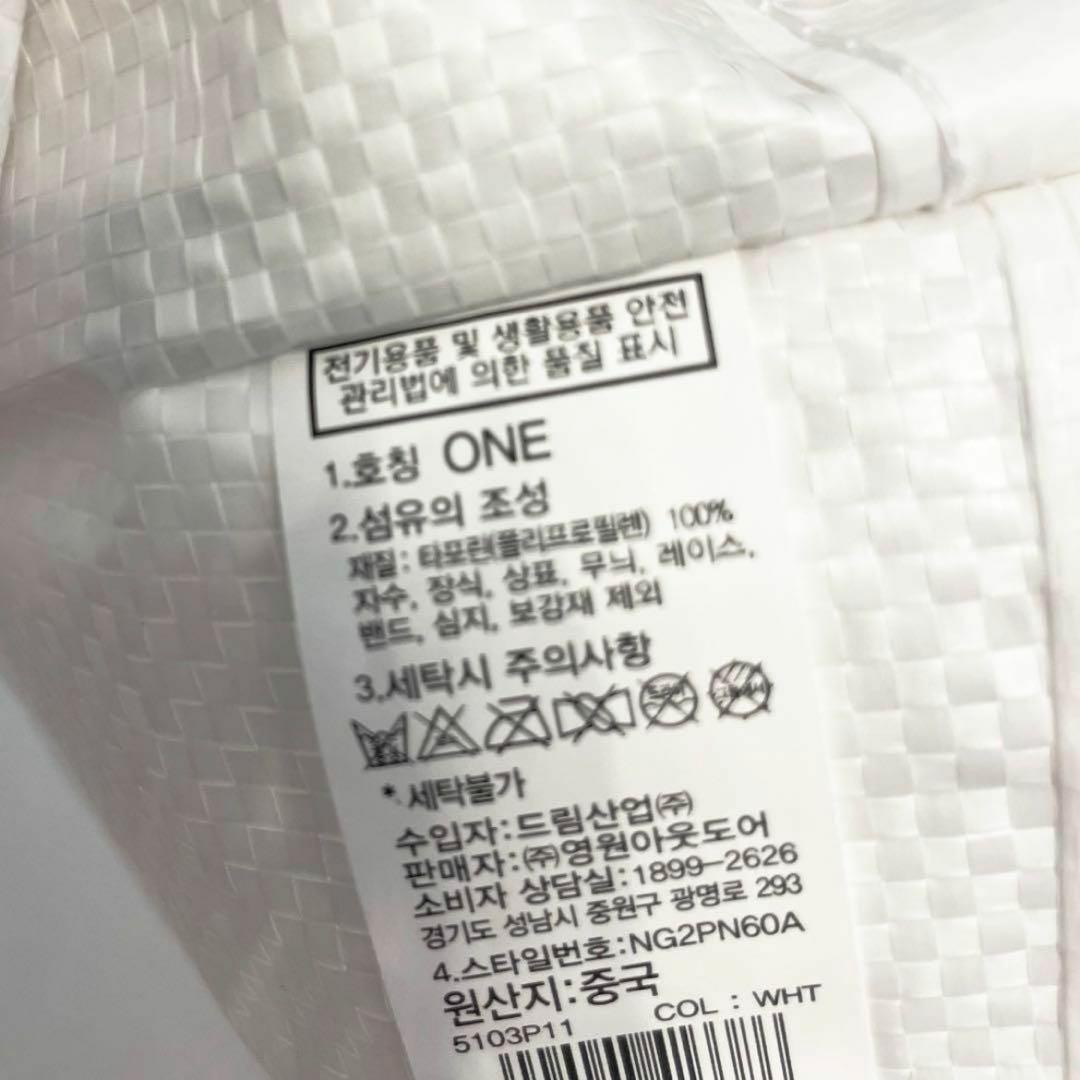 전기용품 및 생활용품 안전
관리법에 의한 품질 표시
1.호칭 ONE
2.섬유의 조성
재질: 타포린(폴리프로필렌) 100%
자수, 장식, 상표, 무늬, 레이스,
밴드, 심지, 보강재 제외
3.세탁시 주의사항
*.세탁불가
수입자:드림산업㈜
판매자:㈜영원아웃도어
소비자 상담실:1899-2626
경기도 성남시 중원구 광명로 293
4.스타일번호:NG2PN60A
원산지:중국
5103P11 COL : WHT